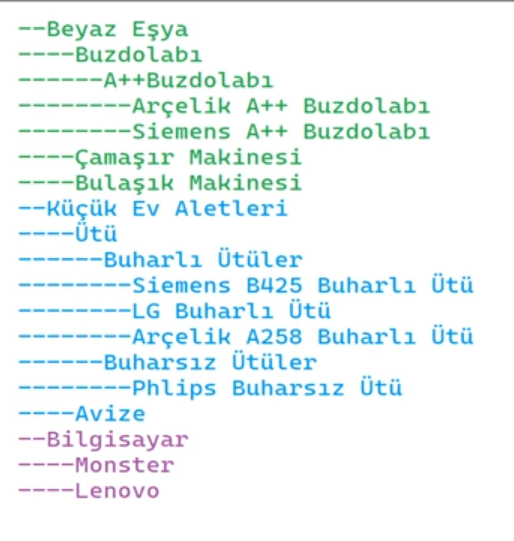 --Beyaz Eşya
----Buzdolabı
------A++Buzdolabı
--------Arçelik A++ Buzdolabı
--------Siemens A++ Buzdolabı
----Çamaşır Makinesi
----Bulaşık Makinesi
--Küçük Ev Aletleri
----Ütü
------Buharlı Ütüler
--------Siemens B425 Buharlı Ütü
--------LG Buharlı Ütü
--------Arçelik A258 Buharlı Ütü
------Buharsız Ütüler
--------Phlips Buharsız Ütü
----Avize
--Bilgisayar
----Monster
----Lenovo